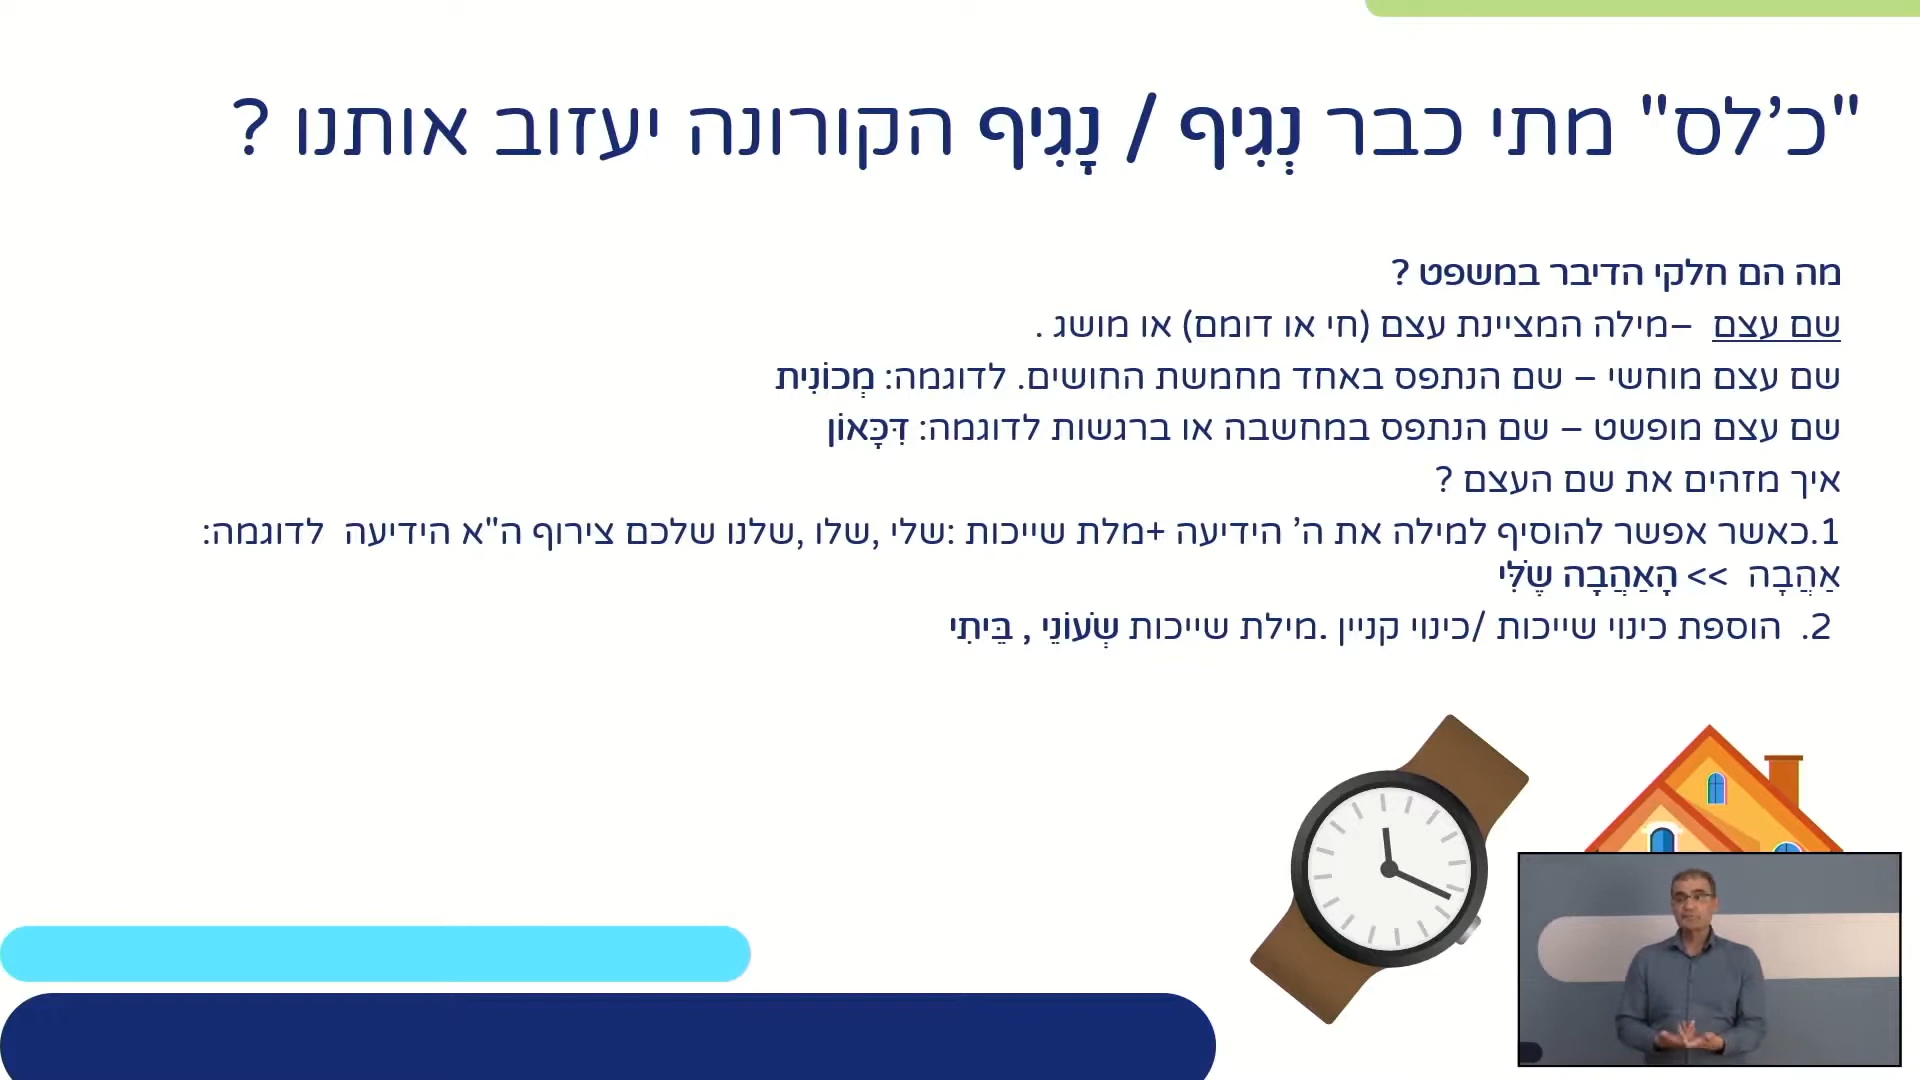 "כ'לס" מתי כבר נְגִיף / נָגִיף הקורונה יעזוב אותנו ?
מה הם חלקי הדיבר במשפט ?
שם עצם –מילה המציינת עצם (חי או דומם) או מושג .
שם עצם מוחשי – שם הנתפס באחד מחמשת החושים. לדוגמה: מְכוֹנִית
שם עצם מופשט – שם הנתפס במחשבה או ברגשות לדוגמה: דִּכָּאוֹן
איך מזהים את שם העצם ?
1.כאשר אפשר להוסיף למילה את ה' הידיעה +מלת שייכות :שלי ,שלו ,שלנו שלכם צירוף ה"א הידיעה לדוגמה:
אַהֲבָה >> הָאַהֲבָה שֶׁלִּי
2. הוספת כינוי שייכות /כינוי קניין .מילת שייכות שְׁעוֹנֵי , בֵּיתִי